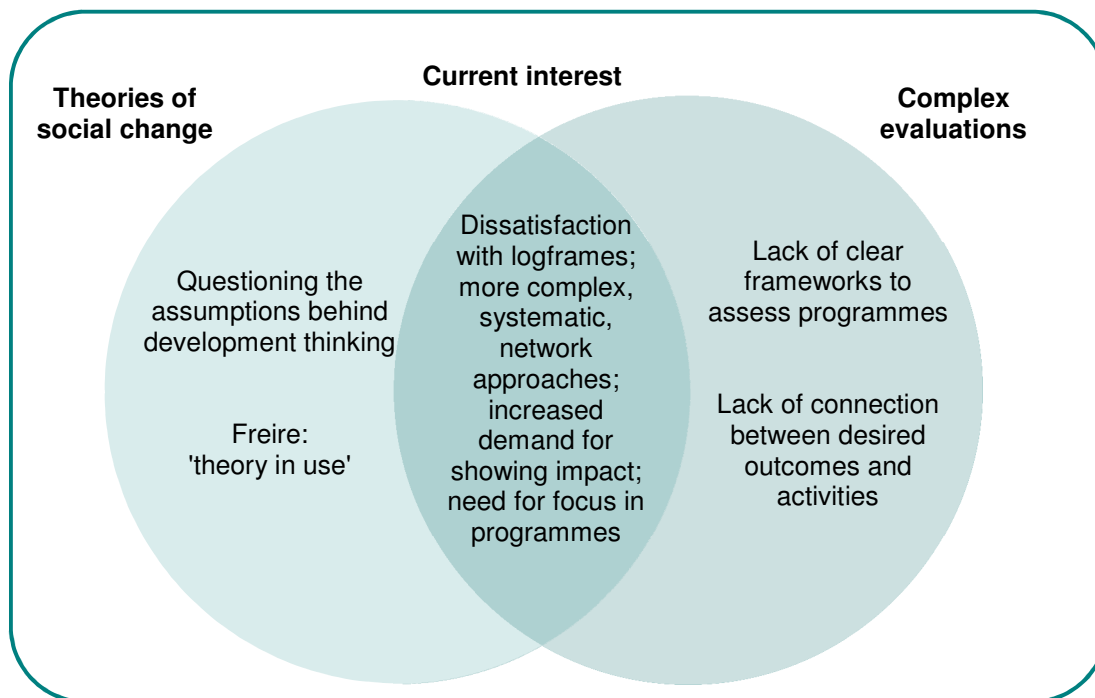 Current interest
Theories of
social change
Complex
evaluations
Questioning the
assumptions behind
development thinking
Freire:
'theory in use'
Dissatisfaction
with logframes;
more complex,
systematic,
network
approaches;
increased
demand for
showing impact;
need for focus in
programmes
Lack of clear
frameworks to
assess programmes
Lack of connection
between desired
outcomes and
activities